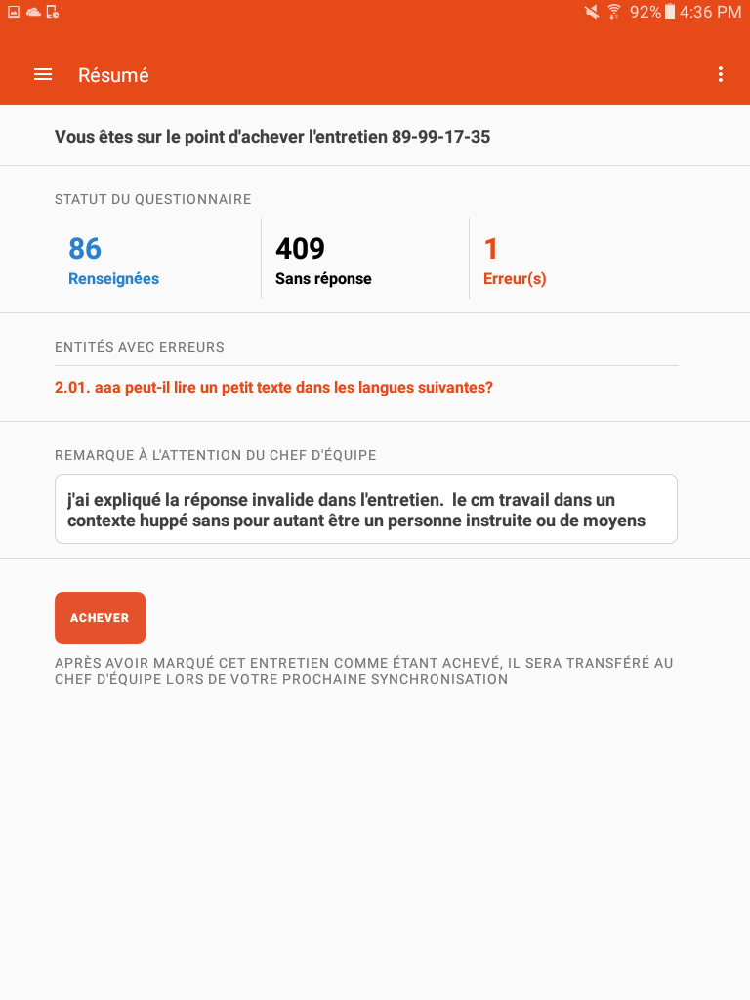 92% 4:36 PM
Résumé
Vous êtes sur le point d'achever l'entretien 89-99-17-35
STATUT DU QUESTIONNAIRE
86 409 1
Renseignées Sans réponse Erreur(s)
ENTITÉS AVEC ERREURS
2.01. aaa peut-il lire un petit texte dans les langues suivantes?
REMARQUE À L'ATTENTION DU CHEF D'ÉQUIPE
j'ai expliqué la réponse invalide dans l'entretien.  le cm travail dans un
contexte huppé sans pour autant être un personne instruite ou de moyens
ACHEVER
APRÈS AVOIR MARQUÉ CET ENTRETIEN COMME ÉTANT ACHEVÉ, IL SERA TRANSFÉRÉ AU
CHEF D'ÉQUIPE LORS DE VOTRE PROCHAINE SYNCHRONISATION